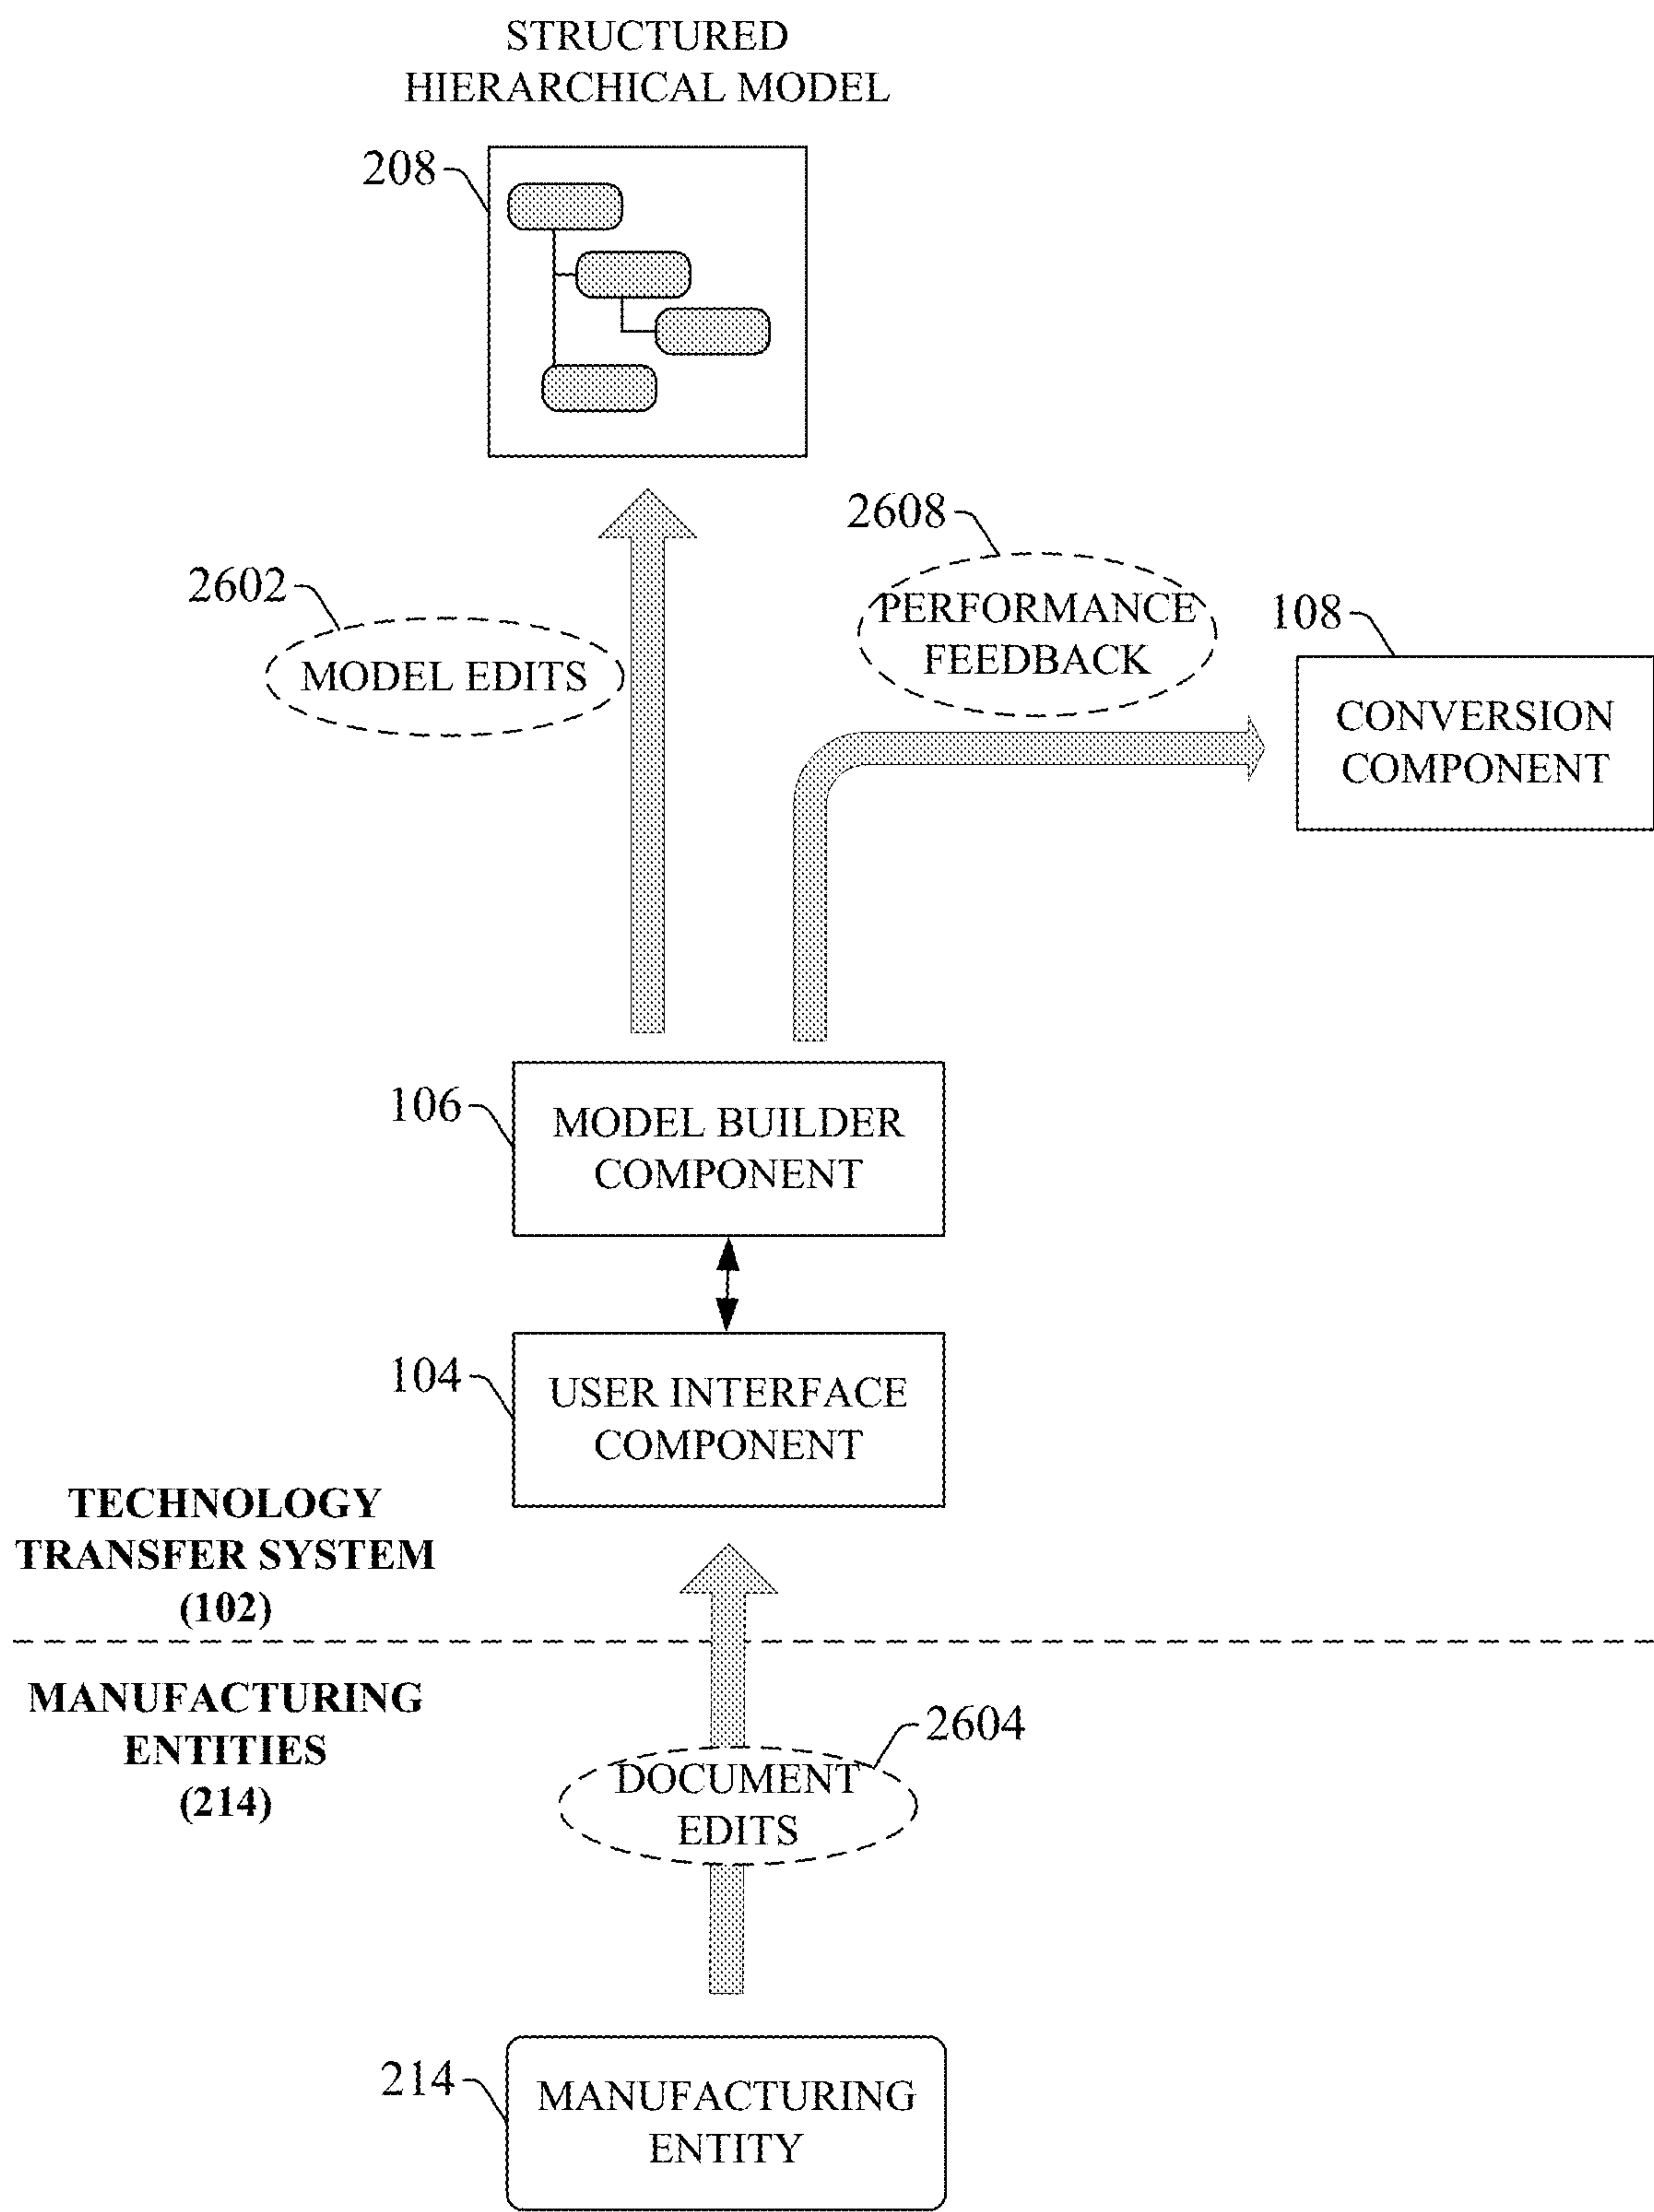 STRUCTURED
HIERARCHICAL MODEL
208
2608
2602
PERFORMANCE
FEEDBACK
108
MODEL EDITS
CONVERSION
COMPONENT
106
MODEL BUILDER
COMPONENT
104
USER INTERFACE
COMPONENT
TECHNOLOGY
TRANSFER SYSTEM
(102)
MANUFACTURING
ENTITIES
(214)
2604
DOCUMENT
EDITS
214
MANUFACTURING
ENTITY